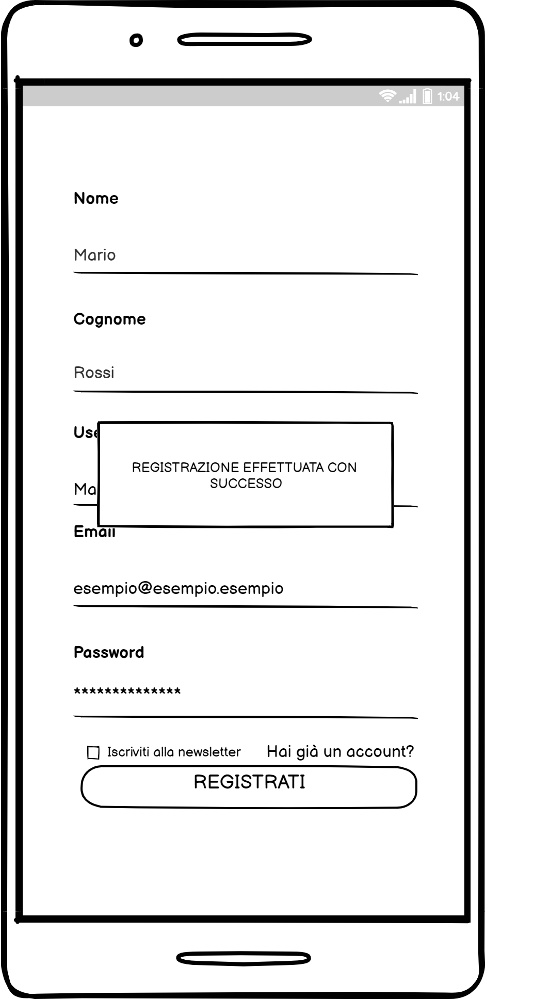 1:04
Nome
Mario
Cognome
Rossi
Use
REGISTRAZIONE EFFETTUATA CON
SUCCESSO
Ma
Email
esempio@esempio.esempio
Password
**************
Iscriviti alla newsletter Hai già un account?
REGISTRATI